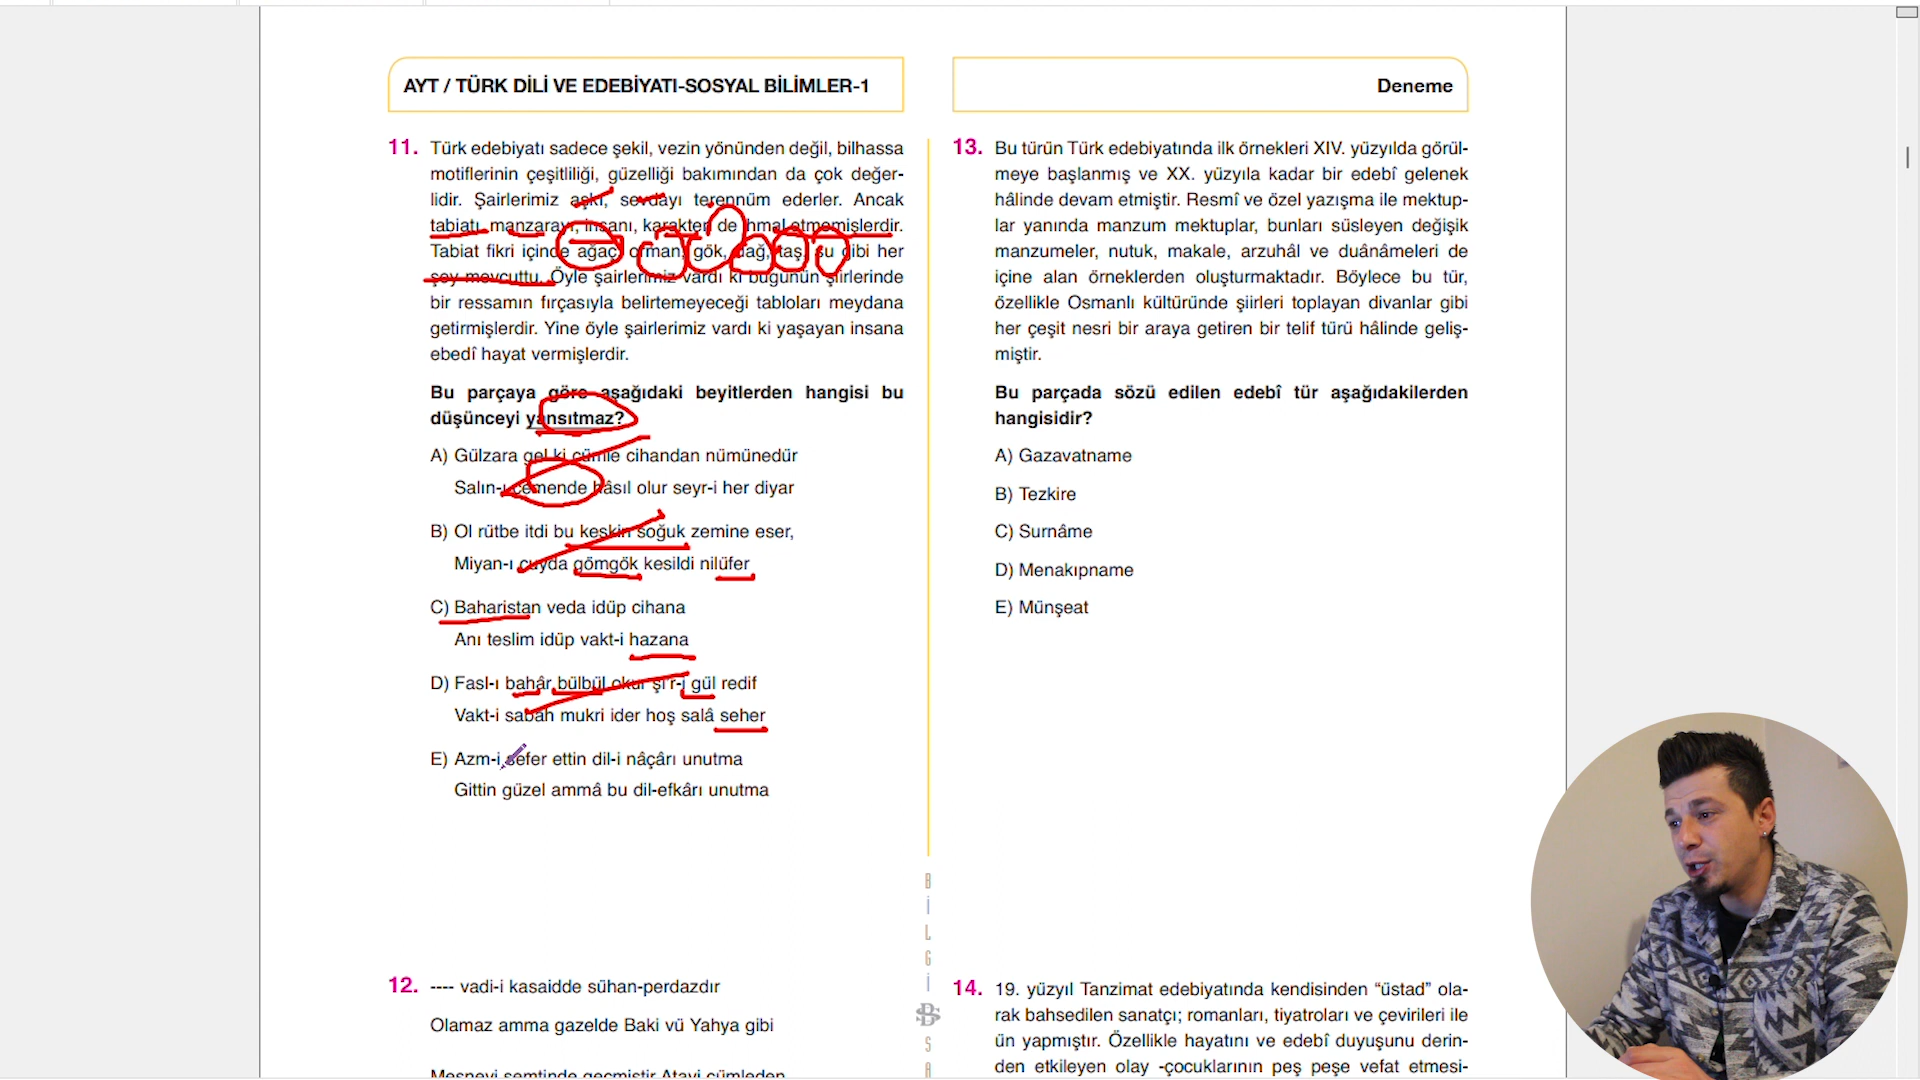 AYT / TÜRK DİLİ VE EDEBİYATI-SOSYAL BİLİMLER-1
Deneme
11. Türk edebiyatı sadece şekil, vezin yönünden değil, bilhassa
motiflerinin çeşitliliği, güzelliği bakımından da çok değer-
lidir. Şairlerimiz aşkı, sevdayı terennüm ederler. Ancak
tabiatı, manzarayı, insanı, karakteri de ihmal etmemişlerdir.
Tabiat fikri içinde ağaç, orman, gök, dağ, taş, su gibi her
şey mevcuttu. Öyle şairlerimiz vardı ki bugünün şiirlerinde
bir ressamın fırçasıyla belirtemeyeceği tabloları meydana
getirmişlerdir. Yine öyle şairlerimiz vardı ki yaşayan insana
ebedî hayat vermişlerdir.
Bu parçaya göre aşağıdaki beyitlerden hangisi bu
düşünceyi yansıtmaz?
A) Gülzara gel ki cümle cihandan nümünedür
Salın-ı çemende hâsıl olur seyr-i her diyar
B) Ol rütbe itdi bu keskin soğuk zemine eser,
Miyan-ı cuyda gömgök kesildi nilüfer
C) Baharistan veda idüp cihana
Anı teslim idüp vakt-i hazana
D) Fasl-ı bahâr bülbül okur şi'r-i gül redif
Vakt-i sabah mukri ider hoş salâ seher
E) Azm-i sefer ettin dil-i nâçârı unutma
Gittin güzel ammâ bu dil-efkârı unutma
12. ---- vadi-i kasaidde sühan-perdazdır
Olamaz amma gazelde Baki vü Yahya gibi
Mesnevi semtinde geçmiştir Atayi cümleden
BİLGİ
S
13. Bu türün Türk edebiyatında ilk örnekleri XIV. yüzyılda görül-
meye başlanmış ve XX. yüzyıla kadar bir edebî gelenek
hâlinde devam etmiştir. Resmî ve özel yazışma ile mektup-
lar yanında manzum mektuplar, bunları süsleyen değişik
manzumeler, nutuk, makale, arzuhâl ve duânâmeleri de
içine alan örneklerden oluşturmaktadır. Böylece bu tür,
özellikle Osmanlı kültüründe şiirleri toplayan divanlar gibi
her çeşit nesri bir araya getiren bir telif türü hâlinde geliş-
miştir.
Bu parçada sözü edilen edebî tür aşağıdakilerden
hangisidir?
A) Gazavatname
B) Tezkire
C) Surnâme
D) Menakıpname
E) Münşeat
14. 19. yüzyıl Tanzimat edebiyatında kendisinden “üstad” ola-
rak bahsedilen sanatçı; romanları, tiyatroları ve çevirileri ile
ün yapmıştır. Özellikle hayatını ve edebî duyuşunu derin-
den etkileyen olay -çocuklarının peş peşe vefat etmesi-